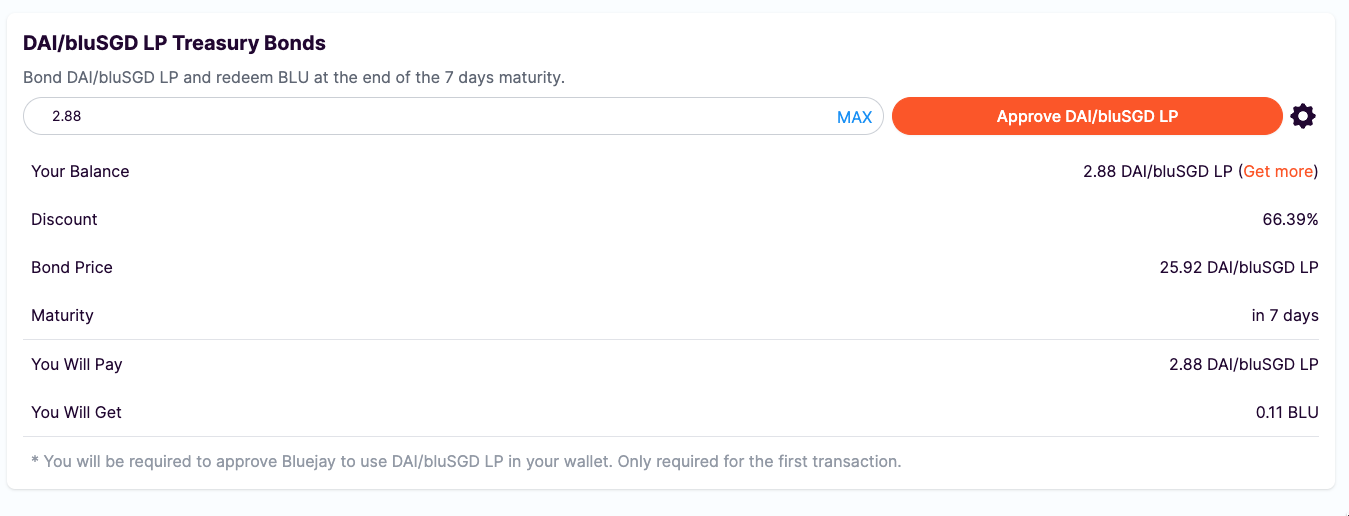 DAI/bluSGD LP Treasury Bonds
Bond DAI/bluSGD LP and redeem BLU at the end of the 7 days maturity.
2.88 MAX Approve DAI/bluSGD LP
Your Balance 2.88 DAI/bluSGD LP (Get more)
Discount 66.39%
Bond Price 25.92 DAI/bluSGD LP
Maturity in 7 days
You Will Pay 2.88 DAI/bluSGD LP
You Will Get 0.11 BLU
* You will be required to approve Bluejay to use DAI/bluSGD LP in your wallet. Only required for the first transaction.